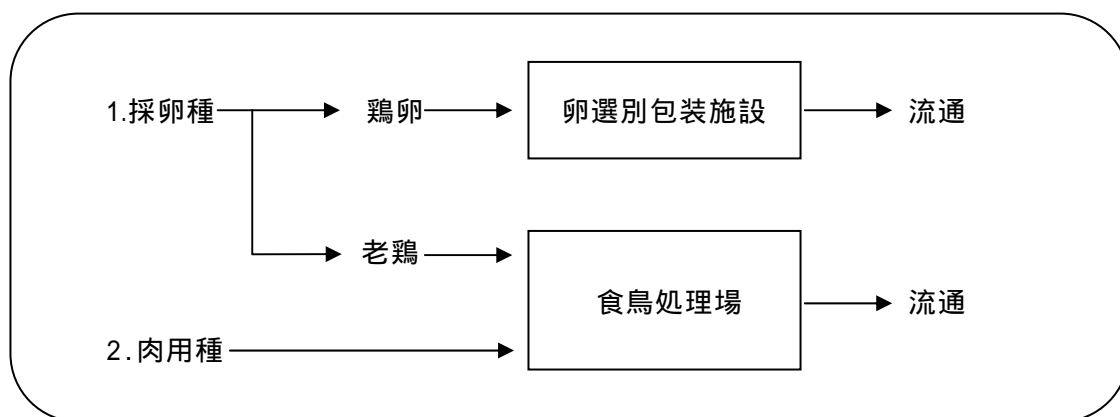 1.採卵種
鶏卵
卵選別包装施設
流通
老鶏
食鳥処理場
流通
2.肉用種